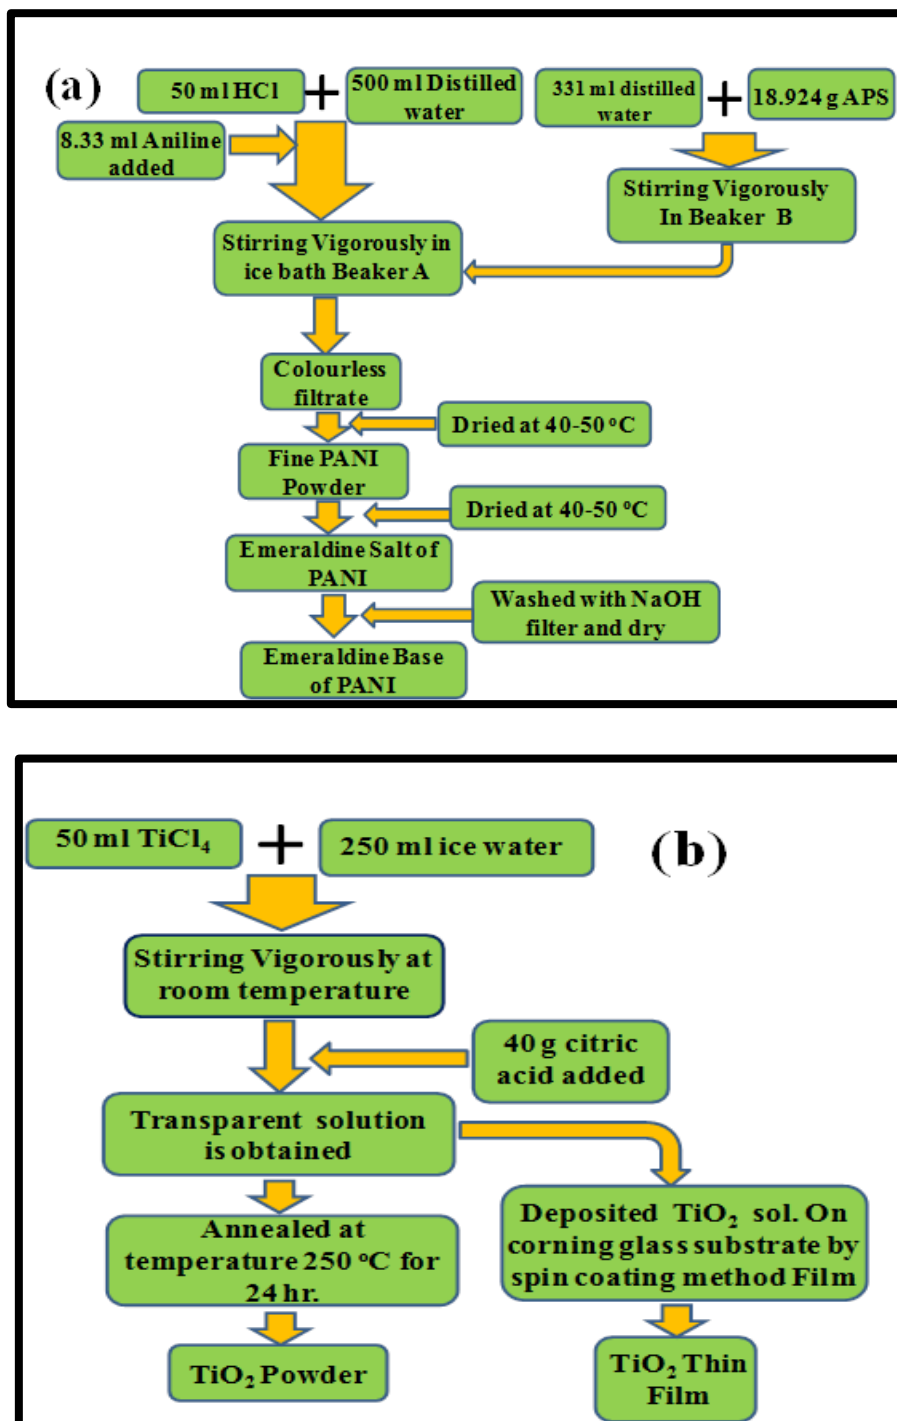 (a)
50 ml HCl
+
500 ml Distilled
water
331 ml distilled
water
+
18.924 g APS
8.33 ml Aniline
added
Stirring Vigorously
In Beaker B
Stirring Vigorously in
ice bath Beaker A
Colourless
filtrate
Dried at 40-50 °C
Fine PANI
Powder
Dried at 40-50 °C
Emeraldine Salt of
PANI
Washed with NaOH
filter and dry
Emeraldine Base
of PANI
50 ml TiCl₄
+
250 ml ice water
(b)
Stirring Vigorously at
room temperature
40 g citric
acid added
Transparent solution
is obtained
Annealed at
temperature 250 °C for
24 hr.
Deposited TiO₂ sol. On
corning glass substrate by
spin coating method Film
TiO₂ Powder
TiO₂ Thin
Film